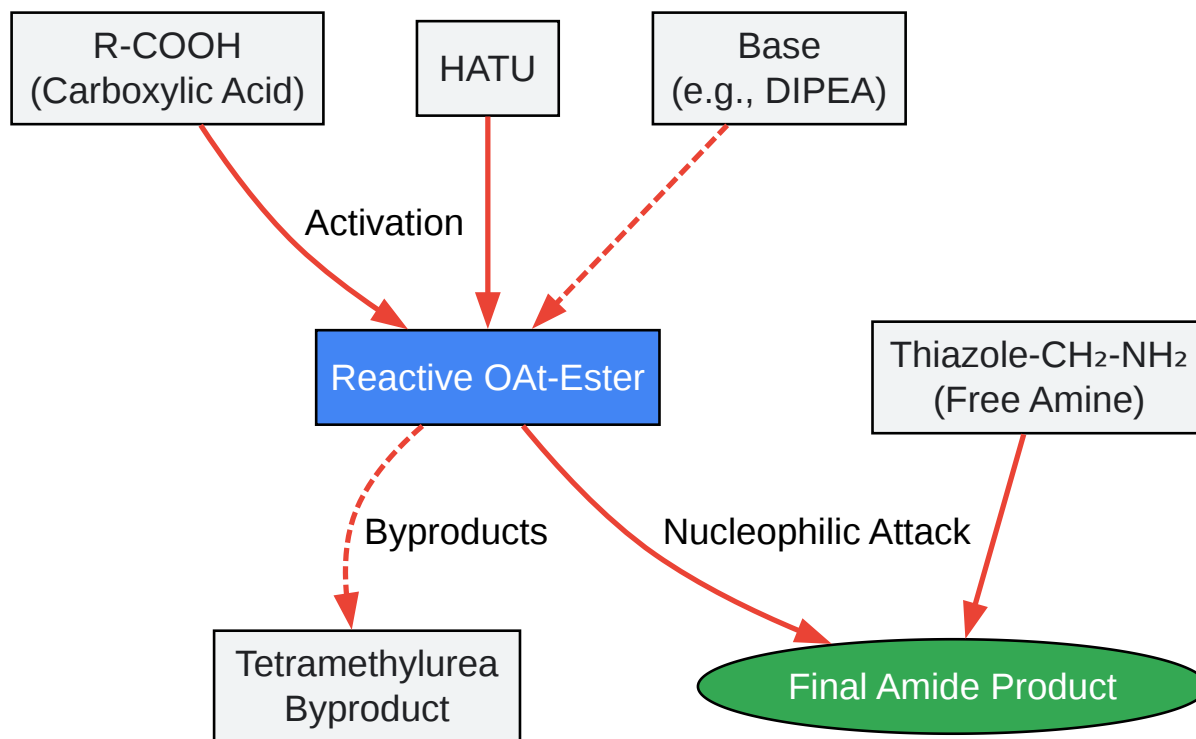 R-COOH
(Carboxylic Acid)
HATU
Base
(e.g., DIPEA)
Activation
Reactive OAt-Ester
Thiazole-CH₂-NH₂
(Free Amine)
Byproducts
Nucleophilic Attack
Tetramethylurea
Byproduct
Final Amide Product